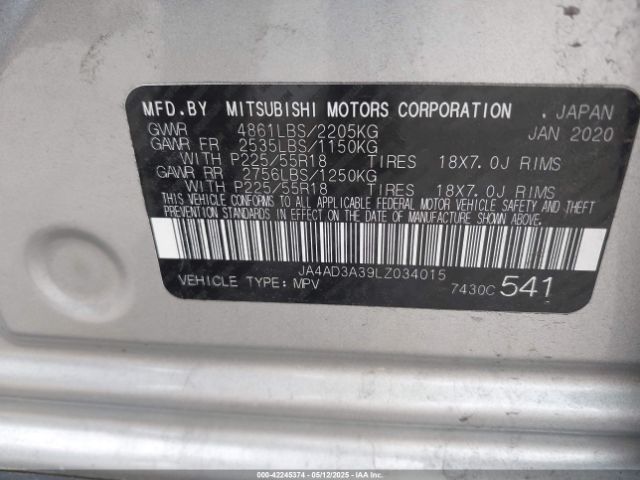 MFD.BY MITSUBISHI MOTORS CORPORATION . JAPAN
GVWR 4861LBS/2205KG JAN 2020
GAWR FR 2535LBS/1150KG
WITH P225/55R18 TIRES 18X7.0J RIMS
GAWR RR 2756LBS/1250KG
WITH P225/55R18 TIRES 18X7.0J RIMS
THIS VEHICLE CONFORMS TO ALL APPLICABLE FEDERAL MOTOR VEHICLE SAFETY AND THEFT
PREVENTION STANDARDS IN EFFECT ON THE DATE OF MANUFACTURE SHOWN ABOVE.
JA4AD3A39LZ034015
VEHICLE TYPE: MPV 7430C 541
000-42245374 - 05/12/2025 - IAAI.COM